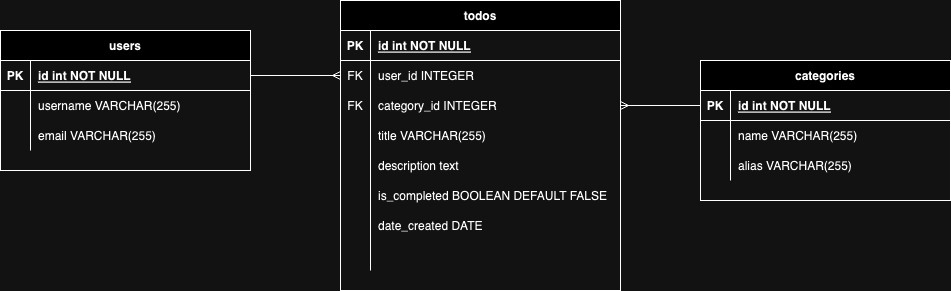 users
PK id int NOT NULL
username VARCHAR(255)
email VARCHAR(255)
todos
PK id int NOT NULL
FK user_id INTEGER
FK category_id INTEGER
title VARCHAR(255)
description text
is_completed BOOLEAN DEFAULT FALSE
date_created DATE
categories
PK id int NOT NULL
name VARCHAR(255)
alias VARCHAR(255)